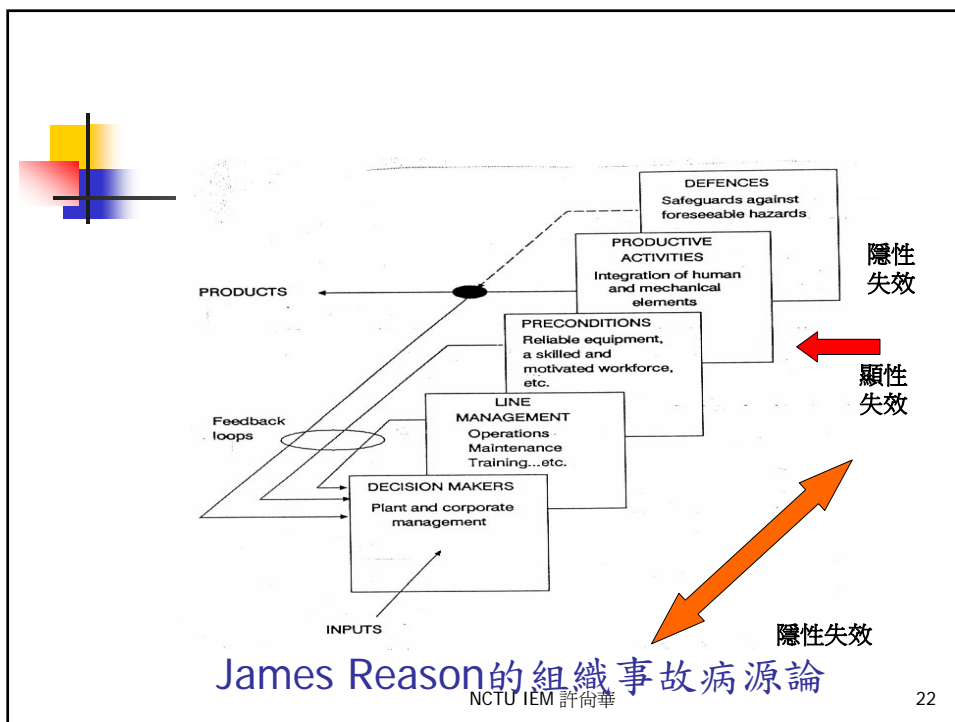 DEFENCES
Safeguards against
foreseeable hazards
PRODUCTIVE
ACTIVITIES
Integration of human
and mechanical
elements
隱性
失效
PRODUCTS
PRECONDITIONS
Reliable equipment,
a skilled and
motivated workforce,
etc.
顯性
失效
LINE
MANAGEMENT
Operations
Maintenance
Training...etc.
Feedback
loops
DECISION MAKERS
Plant and corporate
management
INPUTS
隱性失效
James Reason的組織事故病源論
NCTU IEM 許尚華
22